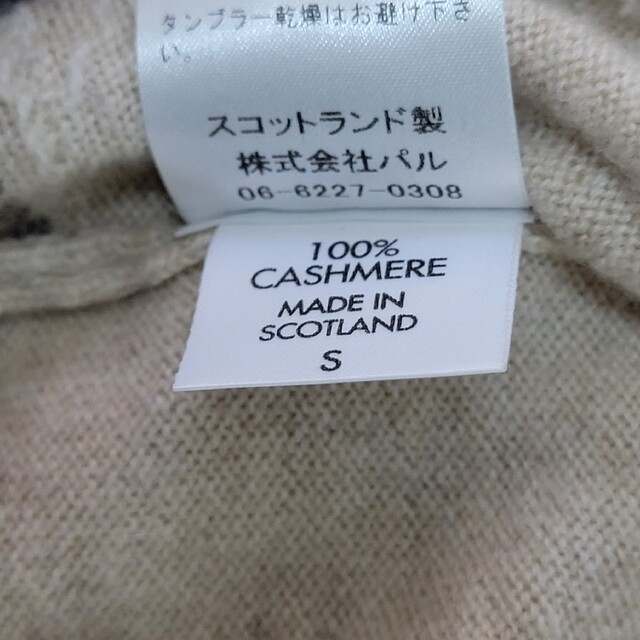 タンブラー乾燥はお避け下さ
い。
スコットランド製
株式会社パル
06-6227-0308
100%
CASHMERE
MADE IN
SCOTLAND
S